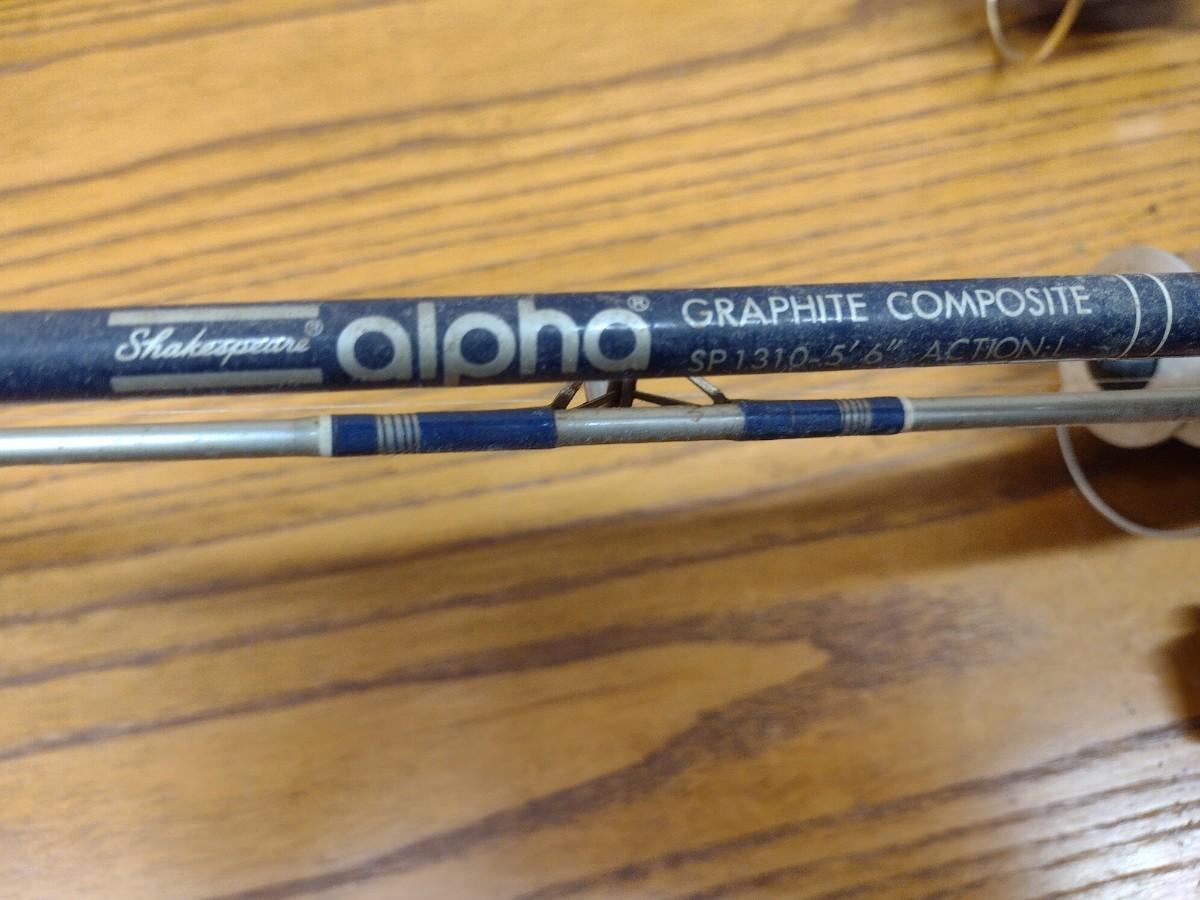 Shakespeare® alpha® GRAPHITE COMPOSITE
SP1310-5'6" ACTION:L